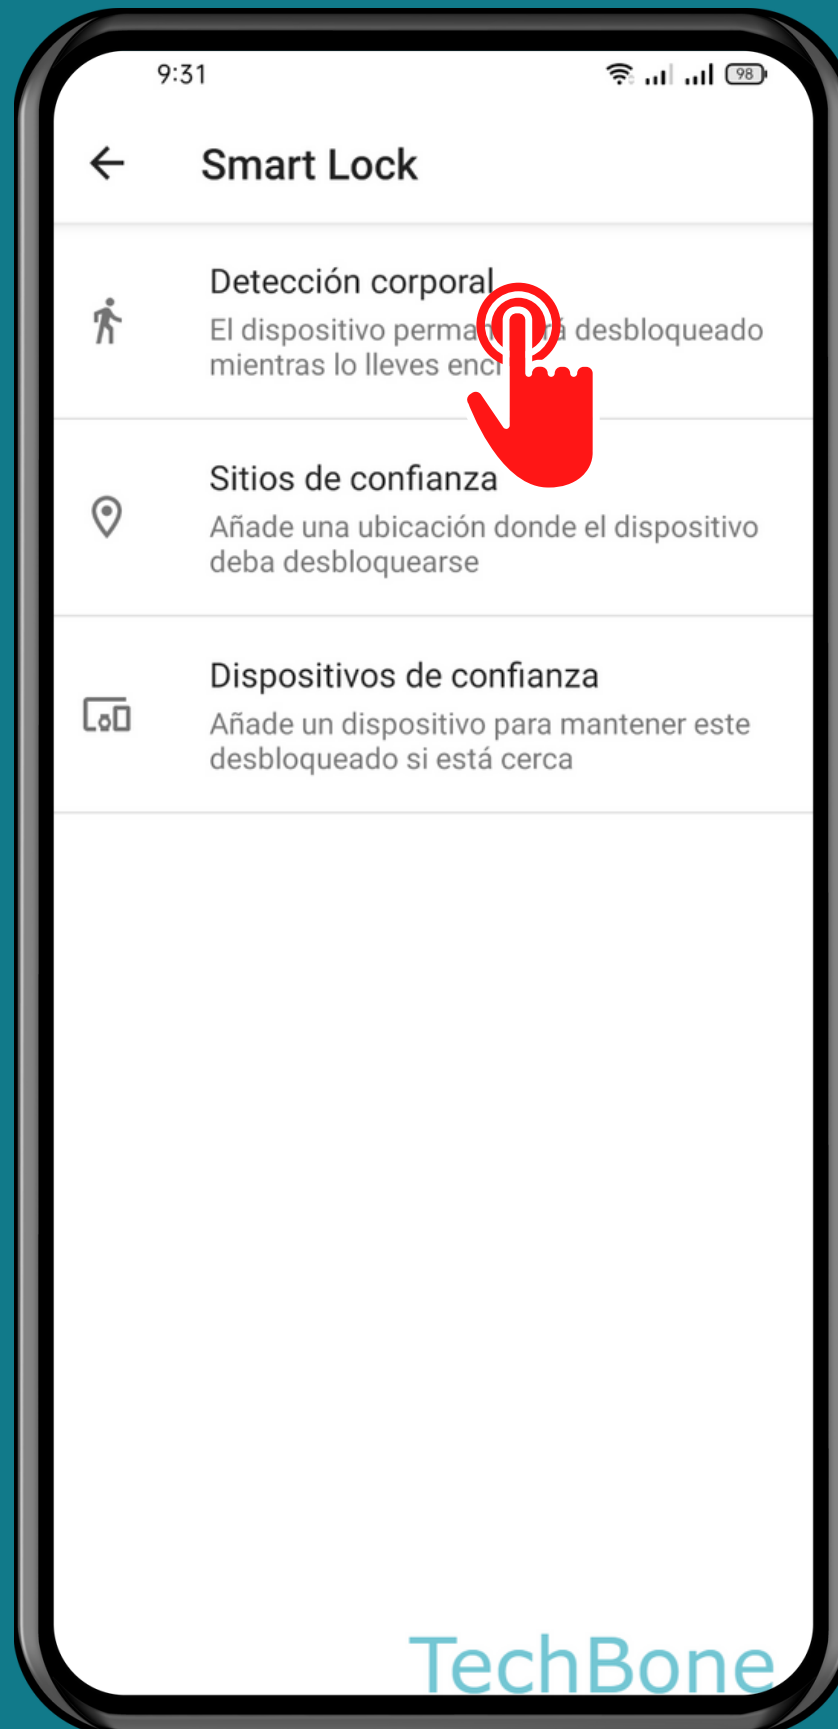 9:31
98
Smart Lock
Detección corporal
El dispositivo desbloqueado
mientras lo lleves
Sitios de confianza
Añade una ubicación donde el dispositivo
deba desbloquearse
Dispositivos de confianza
Añade un dispositivo para mantener este
desbloqueado si está cerca
TechBone